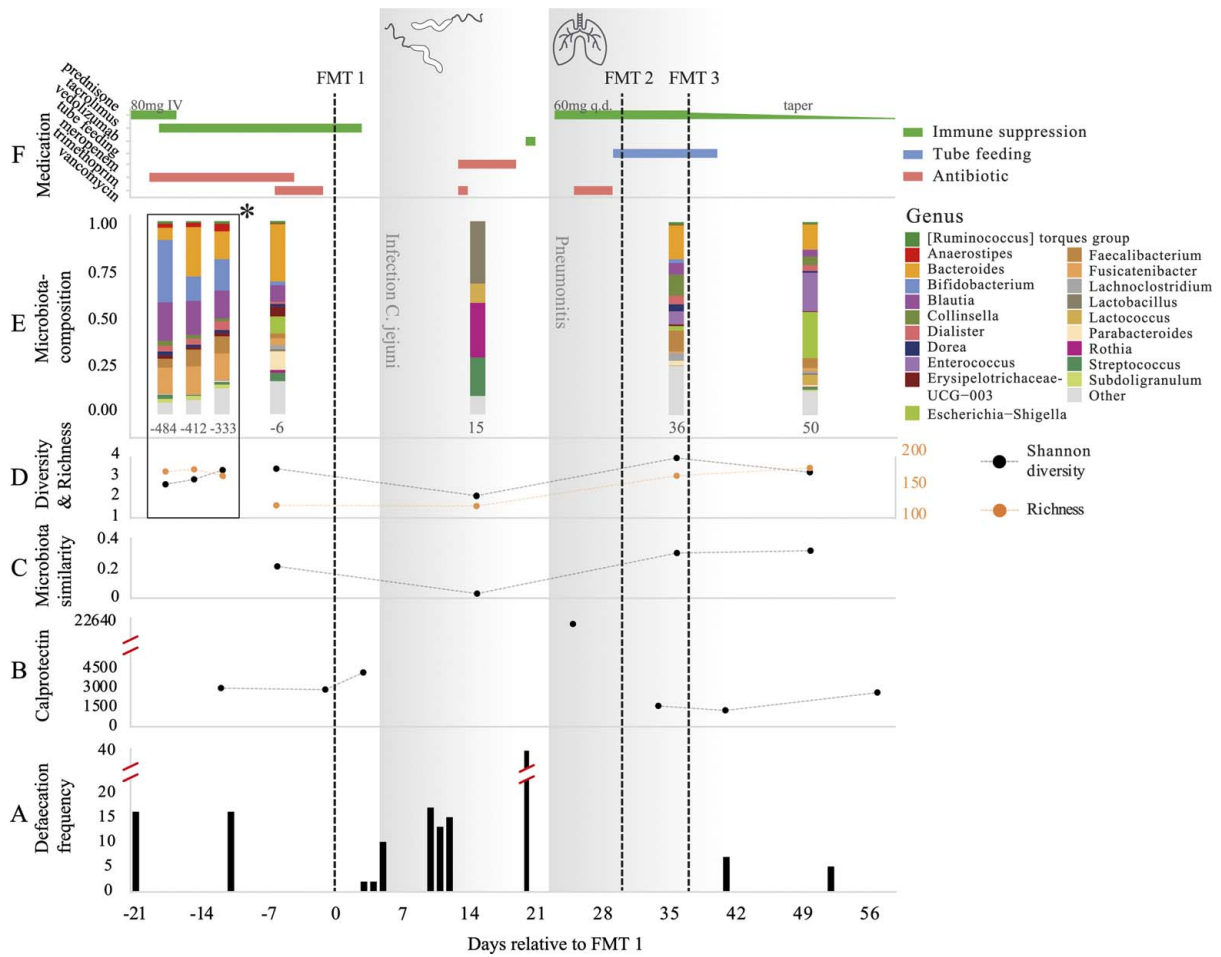 FMT 1
FMT 2
FMT 3
F
Medication
prednisone
tacrolimus
vedolizumab
tube feeding
meropenem
trimethoprim
vancomycin
80mg IV
60mg q.d.
taper
Immune suppression
Tube feeding
Antibiotic
E
Microbiota-
composition
1.00
0.75
0.50
0.25
0.00
*
-484
-412
-333
-6
15
36
50
Infection C. jejuni
Pneumonitis
Genus
[Ruminococcus] torques group
Anaerostipes
Bacteroides
Bifidobacterium
Blautia
Collinsella
Dialister
Dorea
Enterococcus
Erysipelotrichaceae-
UCG-003
Escherichia-Shigella
Faecalibacterium
Fusicatenibacter
Lachnoclostridium
Lactobacillus
Lactococcus
Parabacteroides
Rothia
Streptococcus
Subdoligranulum
Other
D
Diversity
& Richness
4
3
2
1
200
150
100
Shannon
diversity
Richness
C
Microbiota
similarity
0.4
0.2
0
B
Calprotectin
22640
4500
3000
1500
0
A
Defaecation
frequency
40
20
15
10
5
0
-21
-14
-7
0
7
14
21
28
35
42
49
56
Days relative to FMT 1